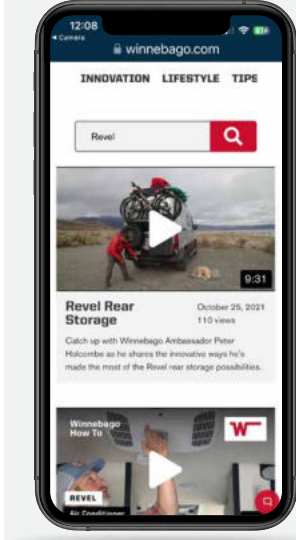 12:08
◂ Camera
winnebago.com
INNOVATION LIFESTYLE TIPS
Revel
9:31
Revel Rear Storage
October 25, 2021
110 views
Catch up with Winnebago Ambassador Peter
Holcombe as he shares the innovative ways he's
made the most of the Revel rear storage possibilities.
Winnebago
How To
W
REVEL
Air Conditioner